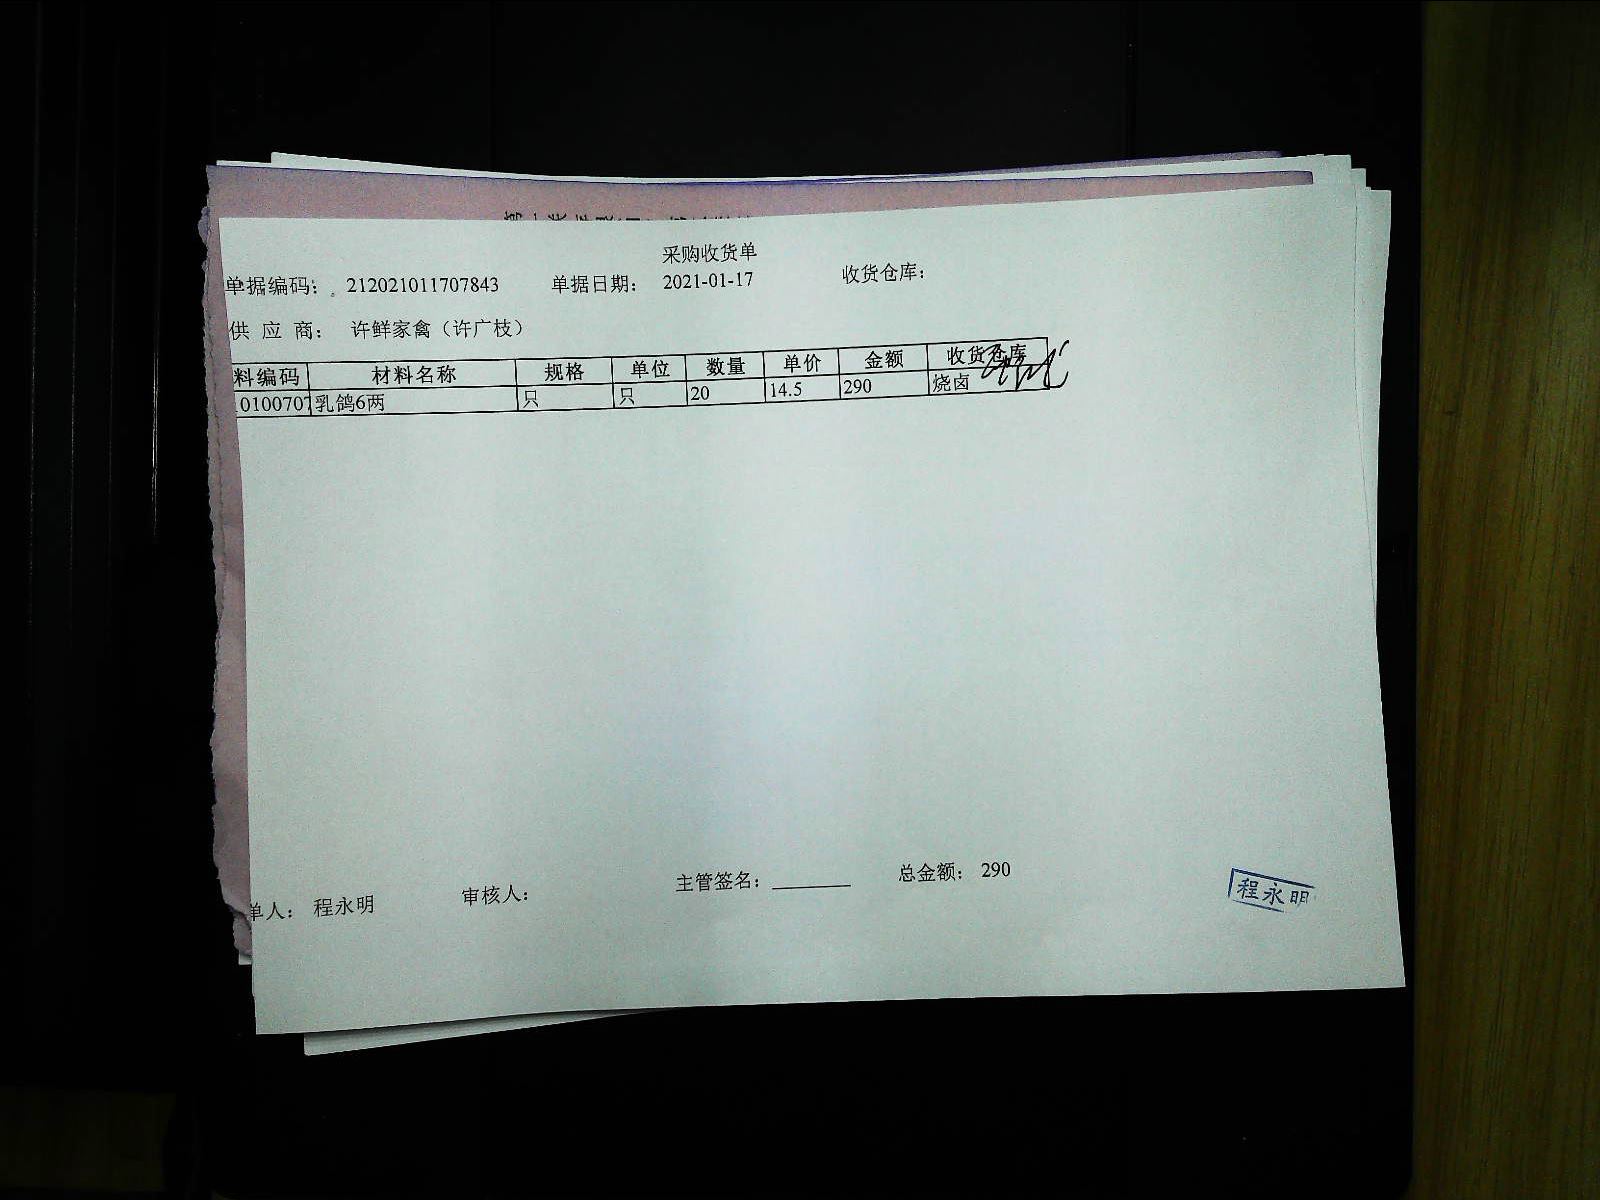 采购收货单
单据编码： 212021011707843 单据日期： 2021-01-17 收货仓库：
供 应 商： 许鲜家禽（许广枝）
料编码 材料名称 规格 单位 数量 单价 金额 收货仓库
0100707 乳鸽6两 只 只 20 14.5 290 烧卤
单人： 程永明 审核人： 主管签名： 总金额： 290
程永明